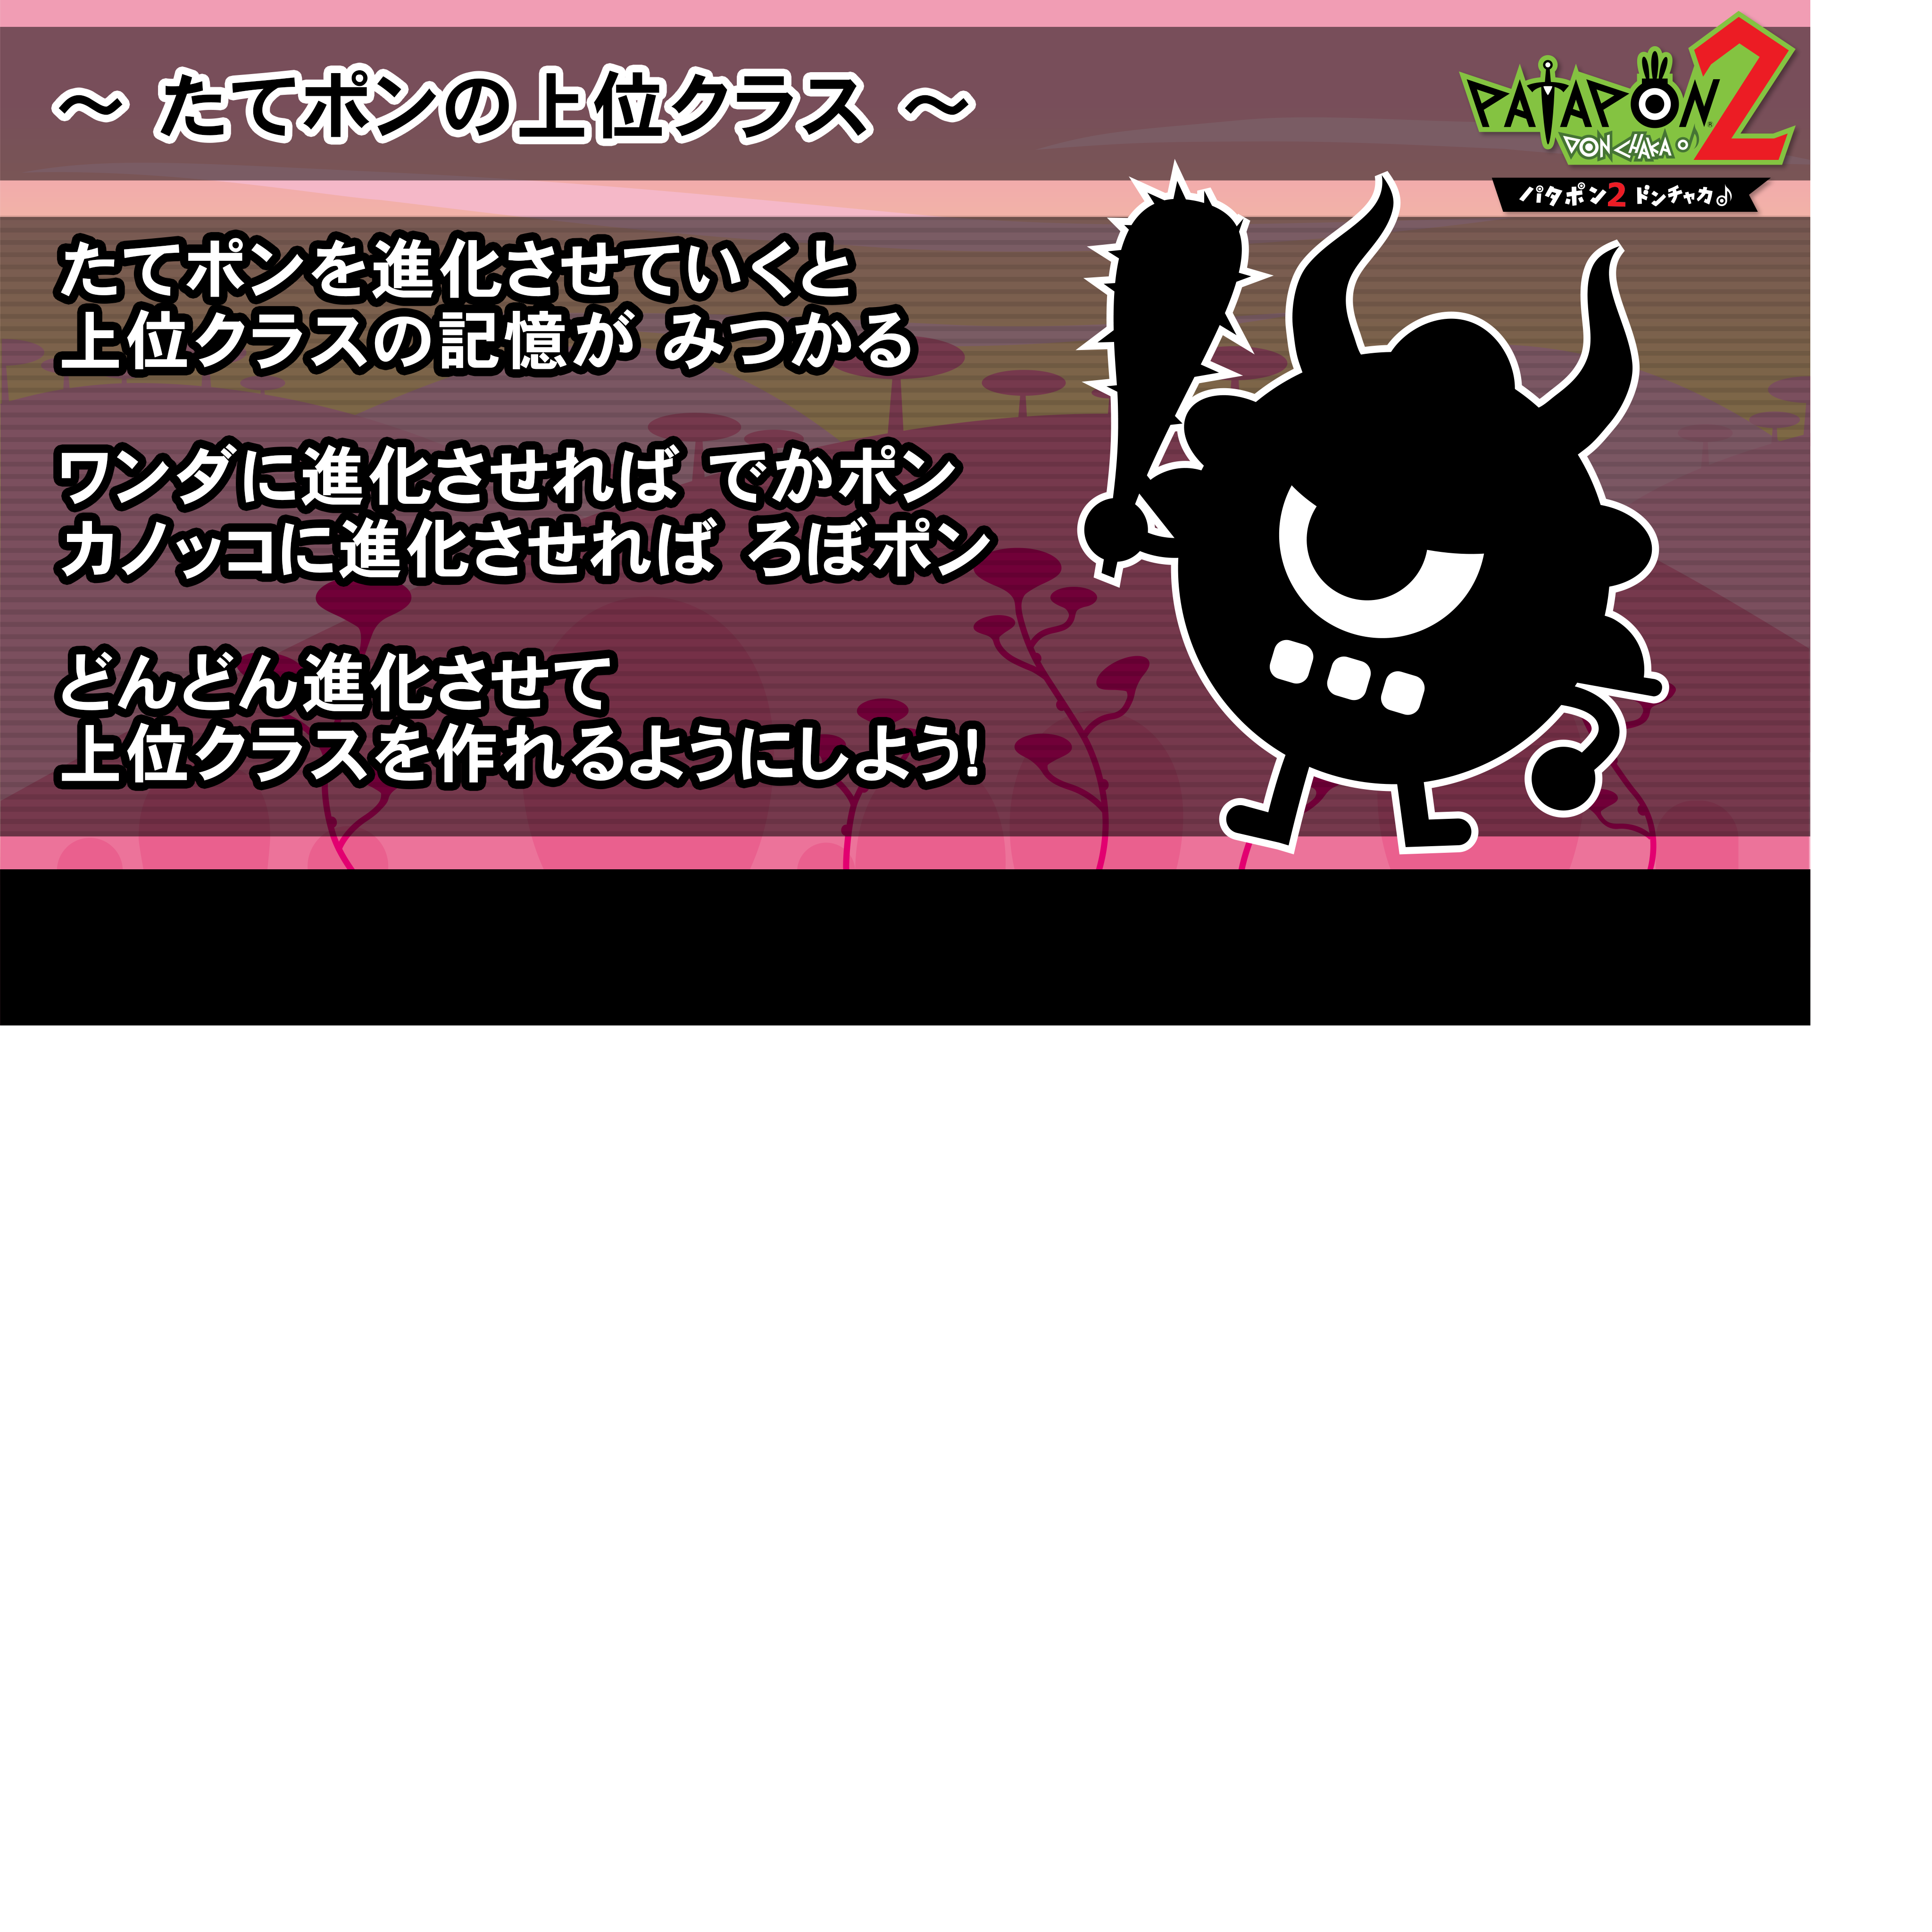 ～ たてポンの上位クラス ～
PATAPON 2
DON CHAKA♪
パタポン2 ドンチャカ♪
たてポンを進化させていくと
上位クラスの記憶が みつかる
ワンダに進化させれば でかポン
カノッコに進化させれば ろぼポン
どんどん進化させて
上位クラスを作れるようにしよう!